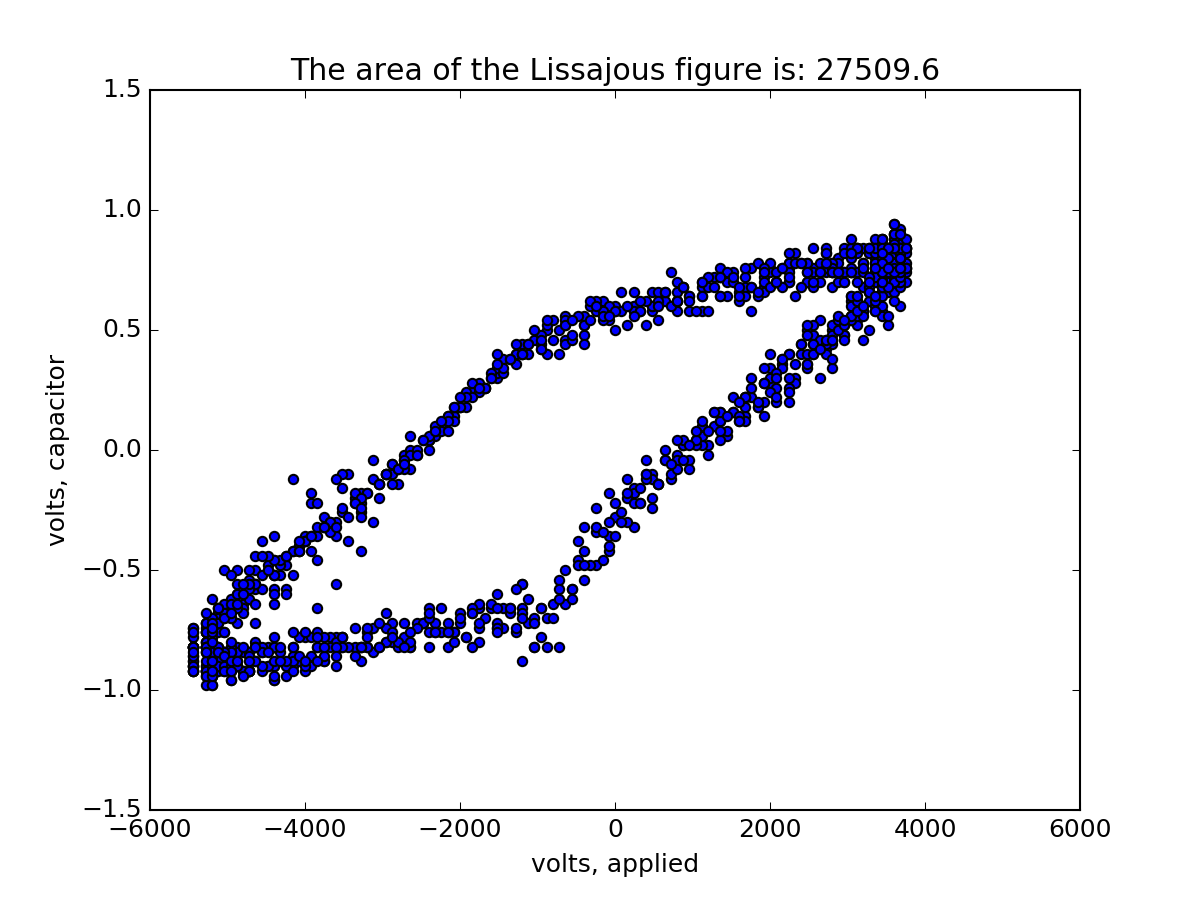 The area of the Lissajous figure is: 27509.6
1.5
1.0
0.5
0.0
−0.5
−1.0
−1.5
volts, capacitor
−6000 −4000 −2000 0 2000 4000 6000
volts, applied